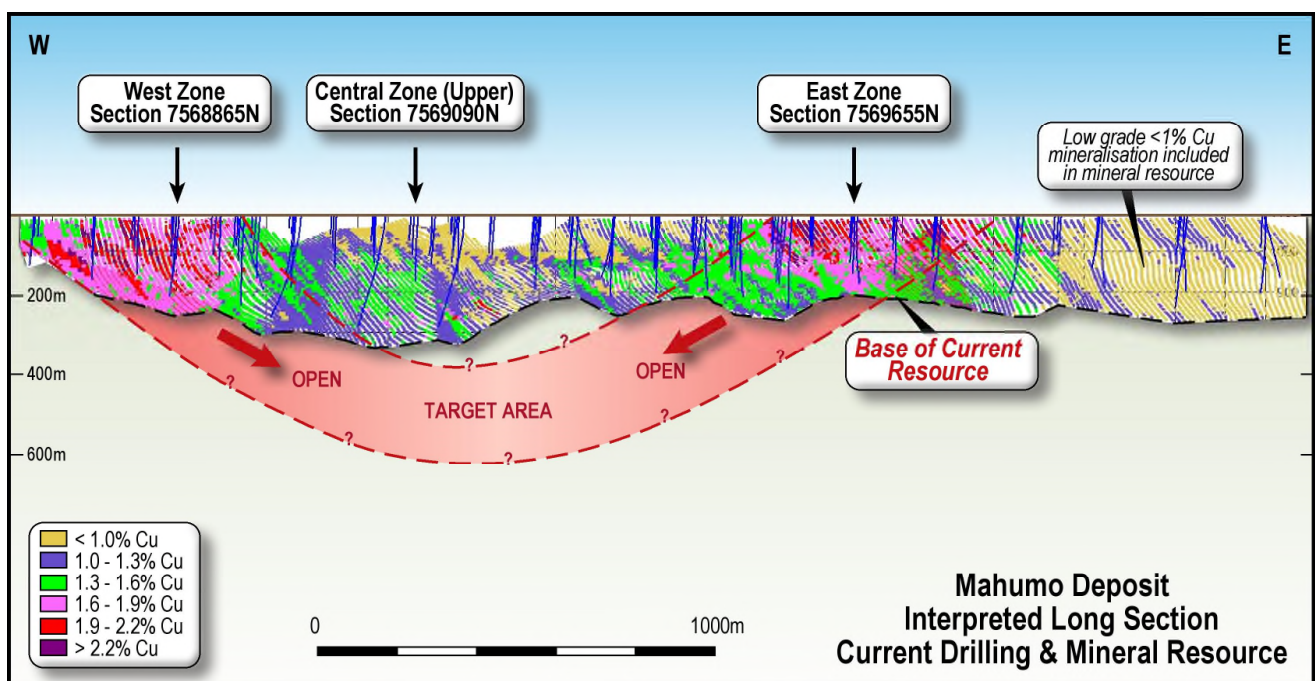 W
E
West Zone
Section 7568865N
Central Zone (Upper)
Section 7569090N
East Zone
Section 7569655N
Low grade <1% Cu
mineralisation included
in mineral resource
200m
400m
600m
Base of Current
Resource
OPEN
OPEN
TARGET AREA
?
?
?
?
?
?
?
?
?
< 1.0% Cu
1.0 - 1.3% Cu
1.3 - 1.6% Cu
1.6 - 1.9% Cu
1.9 - 2.2% Cu
> 2.2% Cu
0
1000m
Mahumo Deposit
Interpreted Long Section
Current Drilling & Mineral Resource